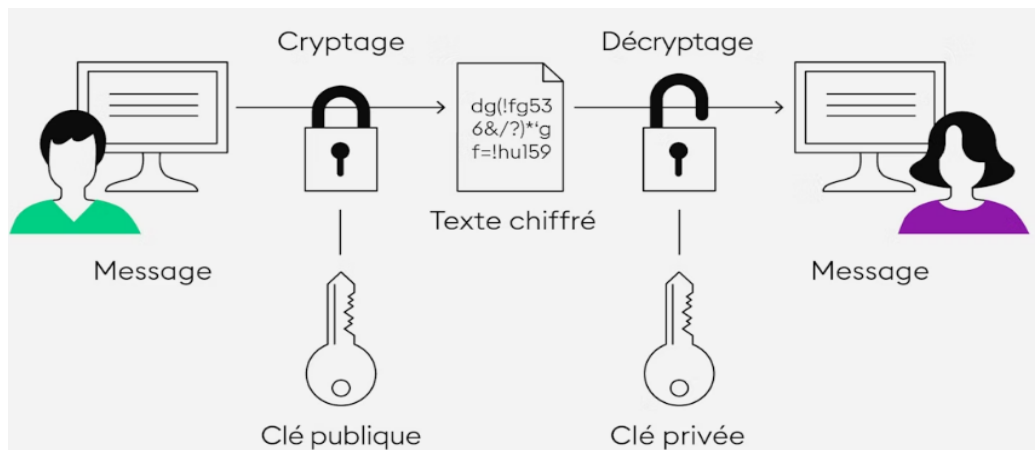 Cryptage
Décryptage
dg(!fg53
6&/?)*'g
f=!hu159
Texte chiffré
Message
Message
Clé publique
Clé privée